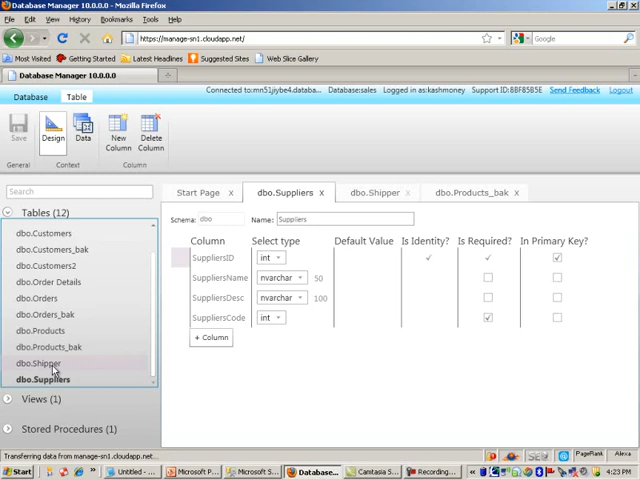 Database Manager 10.0.0.0 - Mozilla Firefox
File Edit View History Bookmarks Tools Help
https://manage-sn1.cloudapp.net/
Google
Most Visited Getting Started Latest Headlines Suggested Sites Web Slice Gallery
Database Manager 10.0.0.0
Database Table
Connected to:mn51jiybe4.databa... Database:sales Logged in as:kashmoney Support ID:8BF85B5E Send Feedback Logout
Save Design Data New Column Delete Column
General Context Column
Search
Start Page x dbo.Suppliers x dbo.Shipper x dbo.Products_bak x
Tables (12)
Schema: dbo Name: Suppliers
dbo.Customers
dbo.Customers_bak
dbo.Customers2
dbo.Order Details
dbo.Orders
dbo.Orders_bak
dbo.Products
dbo.Products_bak
dbo.Shipper
dbo.Suppliers
Column Select type Default Value Is Identity? Is Required? In Primary Key?
SuppliersID int
SuppliersName nvarchar 50
SuppliersDesc nvarchar 100
SuppliersCode int
+ Column
Views (1)
Stored Procedures (1)
Transferring data from manage-sn1.cloudapp.net...
PageRank Alexa
Start Untitled - ... Microsoft P... Microsoft S... Database... Camtasia S... Recording... 4:23 PM